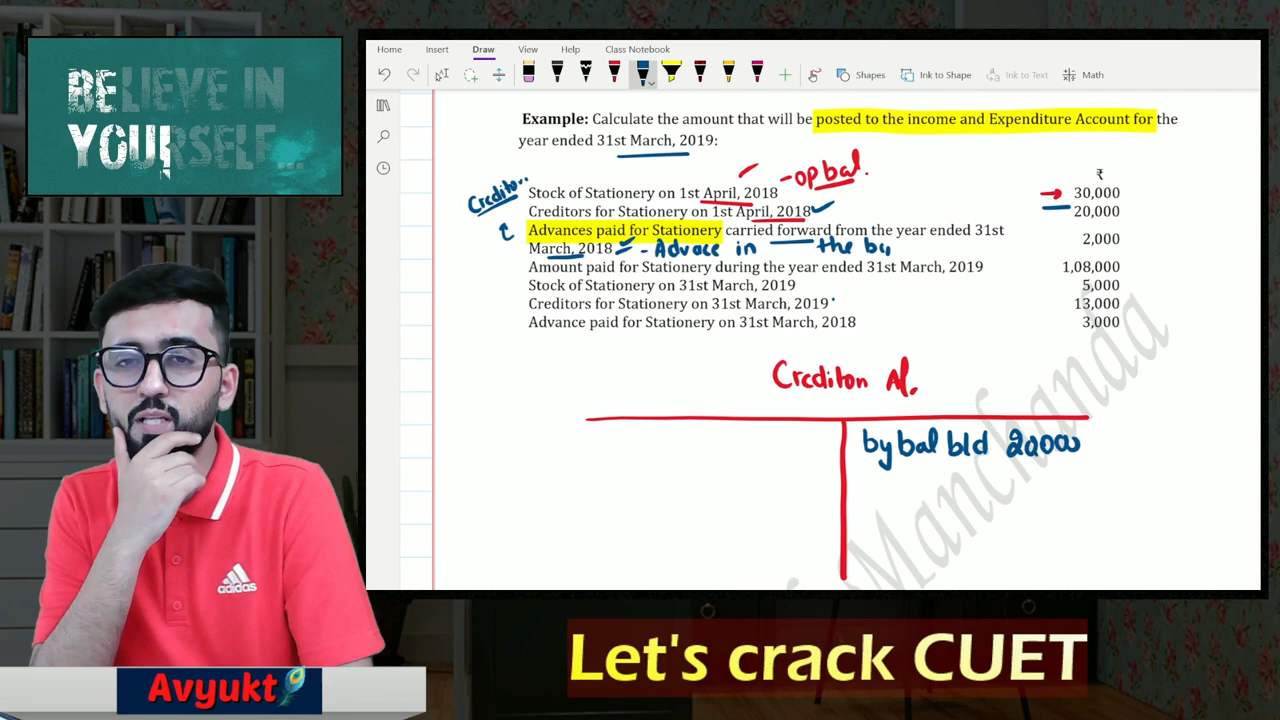 BELIEVE IN
YOURSELF...
Home Insert Draw View Help Class Notebook
Shapes Ink to Shape Ink to Text Math
Example: Calculate the amount that will be posted to the income and Expenditure Account for the
year ended 31st March, 2019:
₹
- op bal.
Creditor.
Stock of Stationery on 1st April, 2018 30,000
Creditors for Stationery on 1st April, 2018 20,000
Advances paid for Stationery carried forward from the year ended 31st
March, 2018 2,000
- Advace in the
Amount paid for Stationery during the year ended 31st March, 2019 1,08,000
Stock of Stationery on 31st March, 2019 5,000
Creditors for Stationery on 31st March, 2019 13,000
Advance paid for Stationery on 31st March, 2018 3,000
Creditor A/.
by bal b/d 20000
Manchanda
adidas
Let's crack CUET
Avyukt